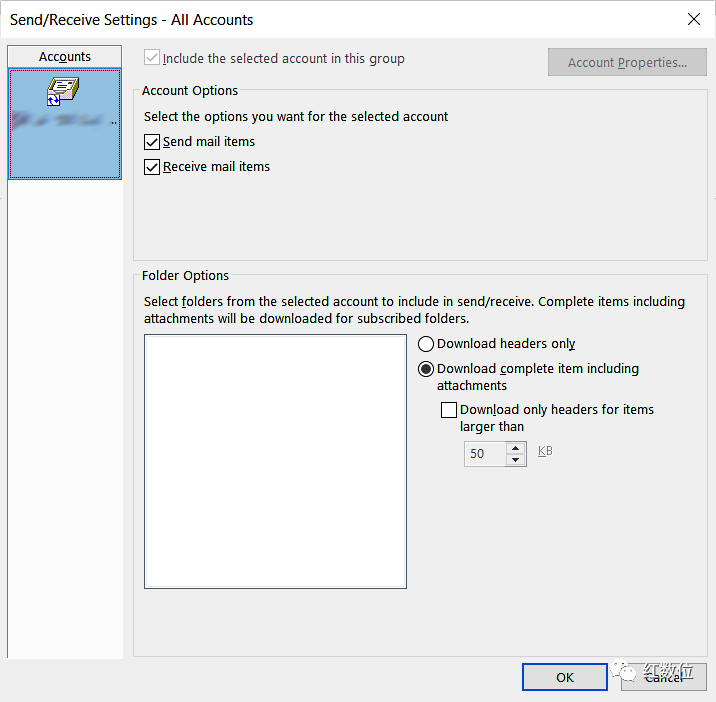 Send/Receive Settings - All Accounts
Accounts
..
Include the selected account in this group
Account Properties...
Account Options
Select the options you want for the selected account
Send mail items
Receive mail items
Folder Options
Select folders from the selected account to include in send/receive. Complete items including
attachments will be downloaded for subscribed folders.
Download headers only
Download complete item including
attachments
Download only headers for items
larger than
50 KB
OK
Cancel
红数位